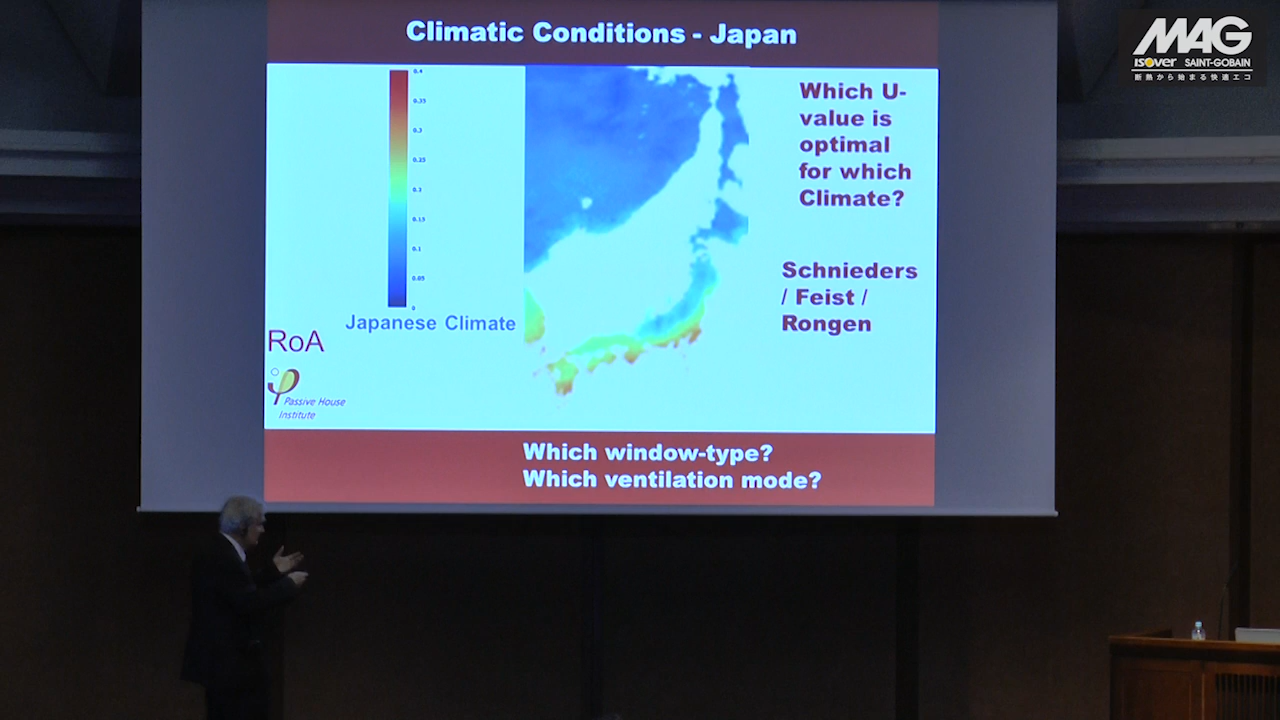 Climatic Conditions - Japan
MAG
isover SAINT-GOBAIN
断熱から始まる快適エコ
0.4
0.35
0.3
0.25
0.2
0.15
0.1
0.05
0
Japanese Climate
Which U-
value is
optimal
for which
Climate?
Schnieders
/ Feist /
Rongen
RoA
Passive House
Institute
Which window-type?
Which ventilation mode?